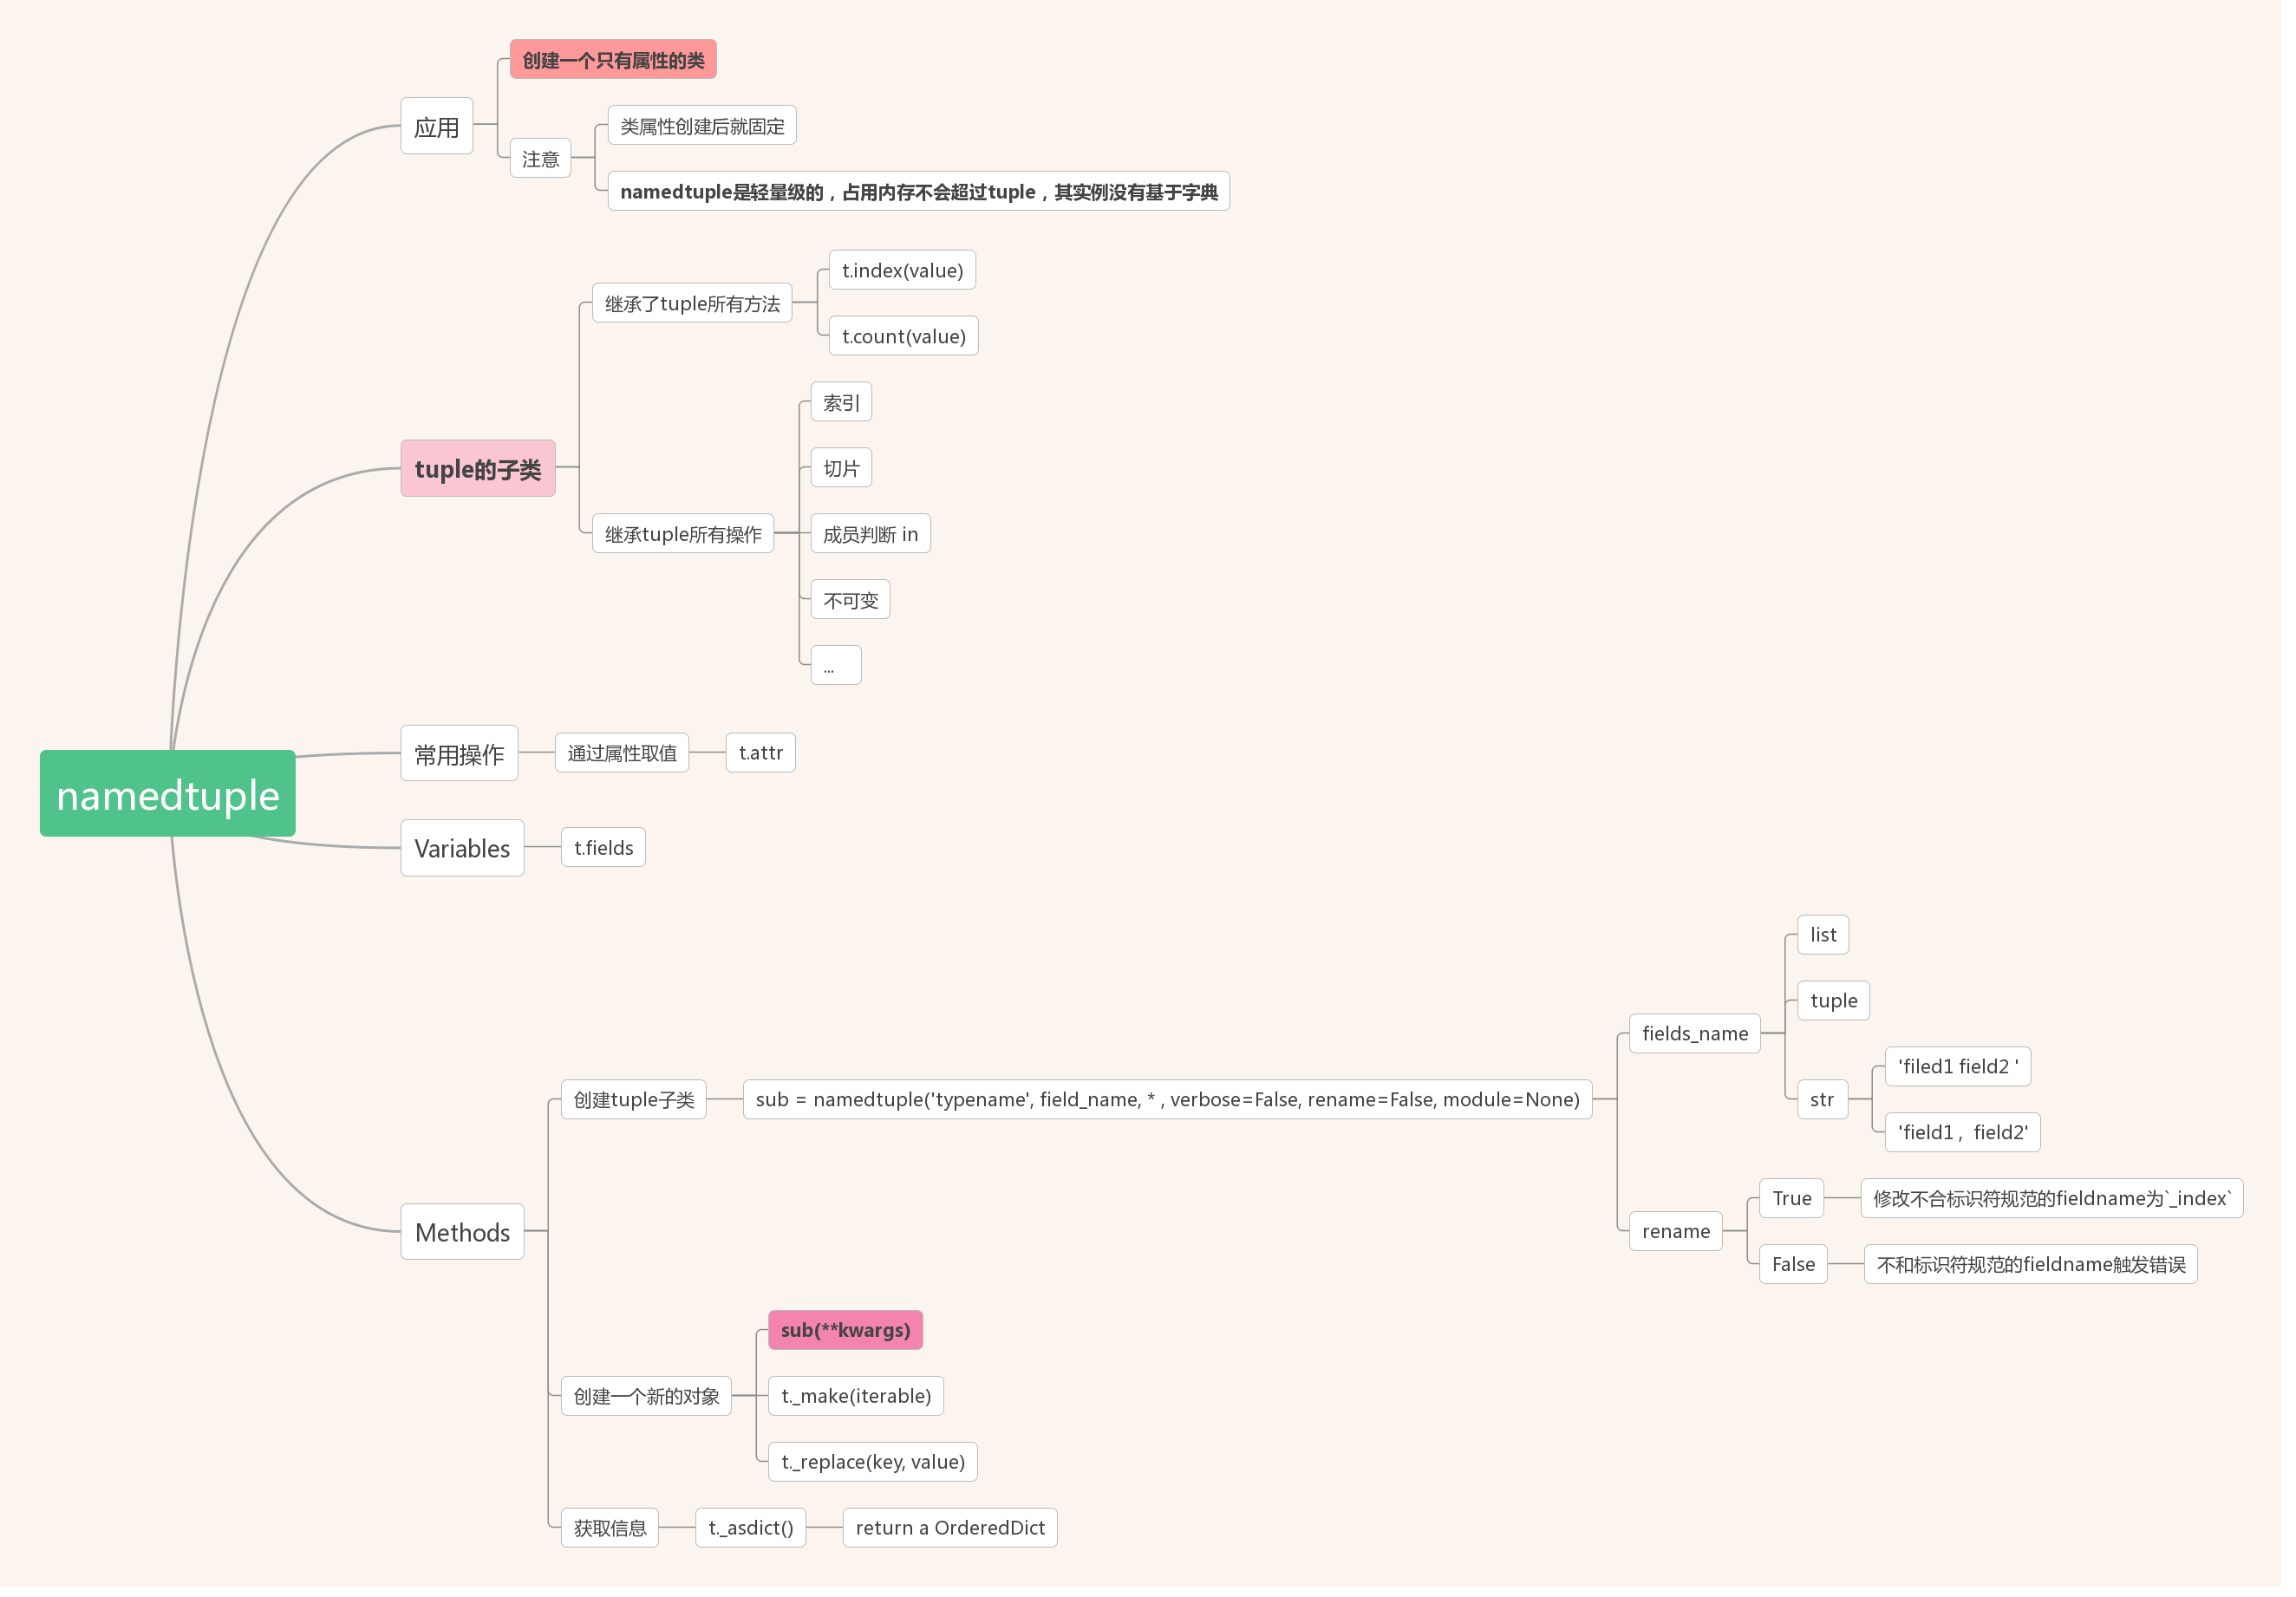 创建一个只有属性的类
应用
类属性创建后就固定
注意
namedtuple是轻量级的，占用内存不会超过tuple，其实例没有基于字典
t.index(value)
继承了tuple所有方法
t.count(value)
索引
tuple的子类
切片
继承tuple所有操作
成员判断 in
不可变
...
常用操作
通过属性取值
t.attr
namedtuple
Variables
t.fields
list
tuple
fields_name
'filed1 field2 '
创建tuple子类
sub = namedtuple('typename', field_name, * , verbose=False, rename=False, module=None)
str
'field1 ,  field2'
True
修改不合标识符规范的fieldname为`_index`
Methods
rename
False
不和标识符规范的fieldname触发错误
sub(**kwargs)
创建一个新的对象
t._make(iterable)
t._replace(key, value)
获取信息
t._asdict()
return a OrderedDict